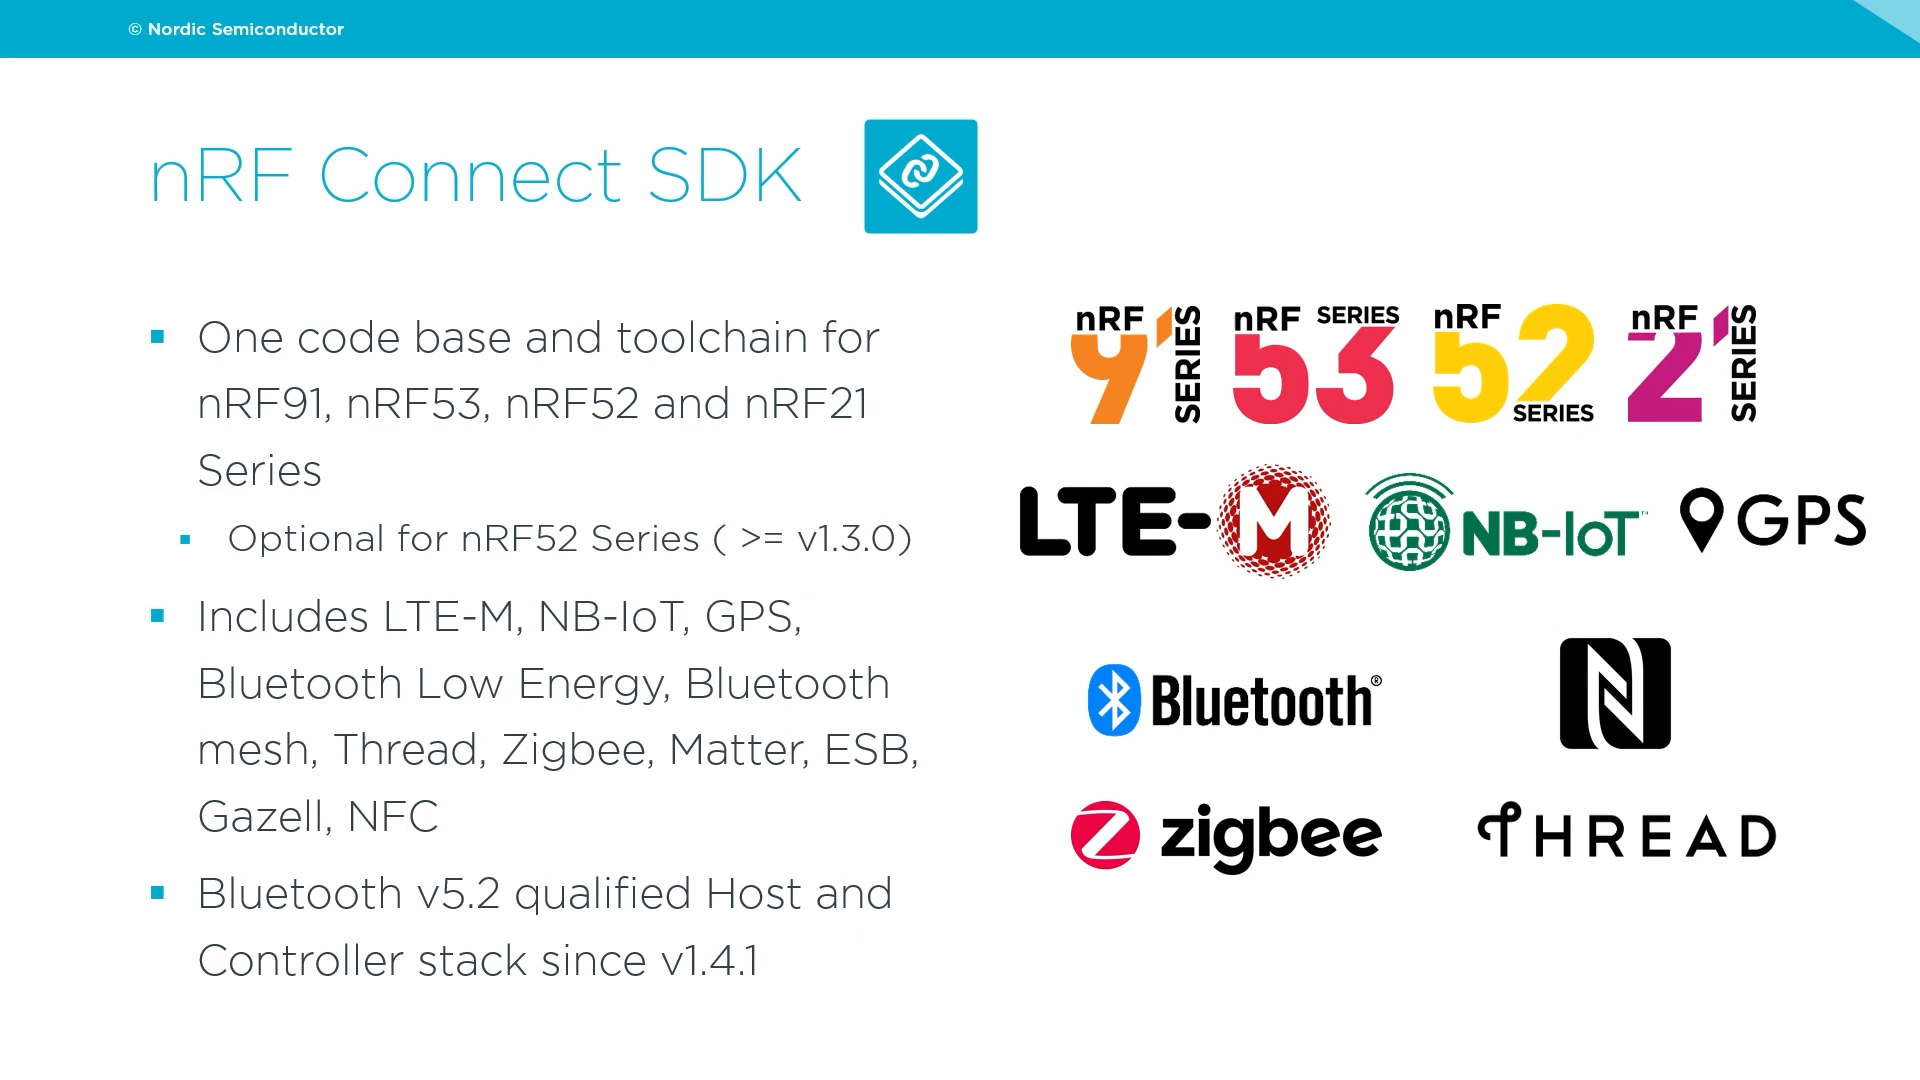 © Nordic Semiconductor
nRF Connect SDK
One code base and toolchain for
nRF91, nRF53, nRF52 and nRF21
Series
Optional for nRF52 Series ( >= v1.3.0)
Includes LTE-M, NB-IoT, GPS,
Bluetooth Low Energy, Bluetooth
mesh, Thread, Zigbee, Matter, ESB,
Gazell, NFC
Bluetooth v5.2 qualified Host and
Controller stack since v1.4.1
nRF 91 SERIES
nRF 53 SERIES
nRF 52 SERIES
nRF 21 SERIES
LTE-M
NB-IoT™
GPS
Bluetooth®
zigbee
THREAD